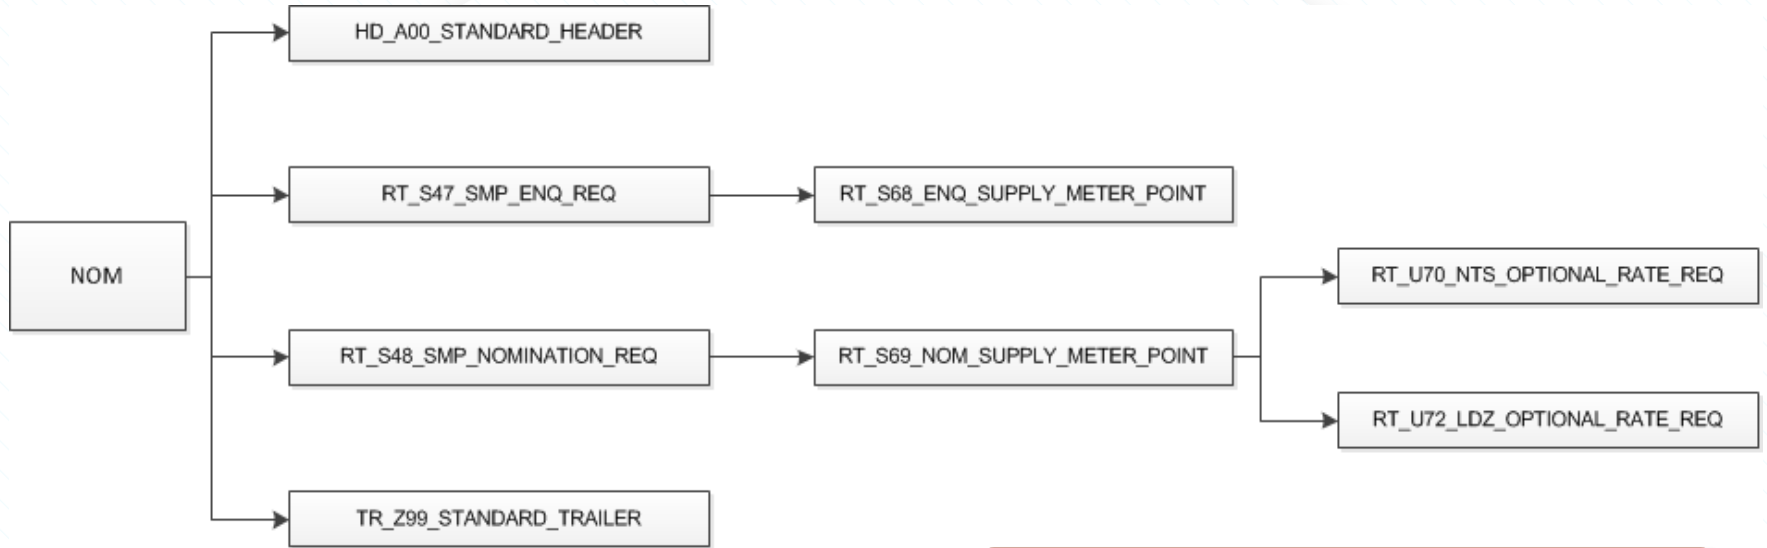 HD_A00_STANDARD_HEADER
RT_S47_SMP_ENQ_REQ
RT_S68_ENQ_SUPPLY_METER_POINT
NOM
RT_U70_NTS_OPTIONAL_RATE_REQ
RT_S48_SMP_NOMINATION_REQ
RT_S69_NOM_SUPPLY_METER_POINT
RT_U72_LDZ_OPTIONAL_RATE_REQ
TR_Z99_STANDARD_TRAILER